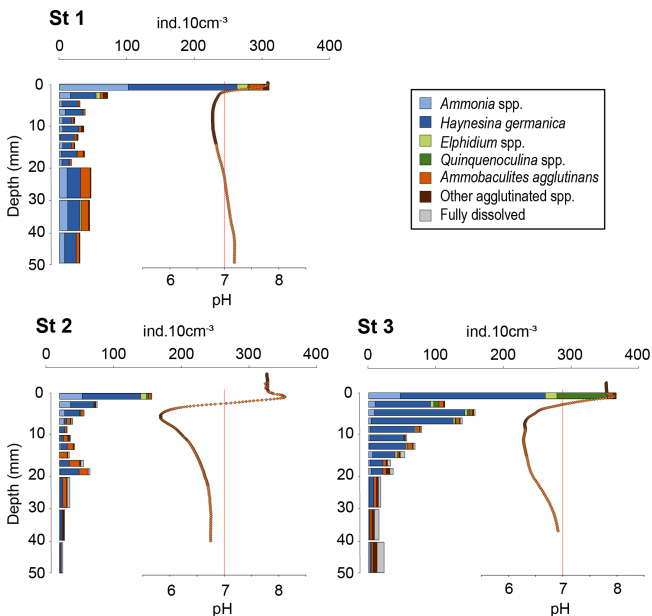 St 1
ind.10cm⁻³
0 100 200 300 400
0
10
20
30
40
50
Depth (mm)
6 7 8
pH
Ammonia spp.
Haynesina germanica
Elphidium spp.
Quinquenoculina spp.
Ammobaculites agglutinans
Other agglutinated spp.
Fully dissolved
St 2
ind.10cm⁻³
0 100 200 300 400
0
10
20
30
40
50
Depth (mm)
6 7 8
pH
St 3
ind.10cm⁻³
0 100 200 300 400
0
10
20
30
40
50
Depth (mm)
6 7 8
pH